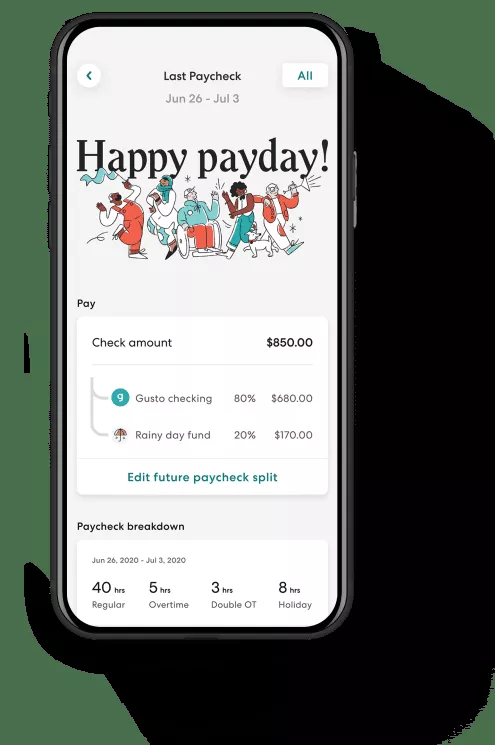 Last Paycheck
All
Jun 26 - Jul 3
Happy payday!
Pay
Check amount $850.00
g Gusto checking 80% $680.00
Rainy day fund 20% $170.00
Edit future paycheck split
Paycheck breakdown
Jun 26, 2020 - Jul 3, 2020
40 hrs 5 hrs 3 hrs 8 hrs
Regular Overtime Double OT Holiday